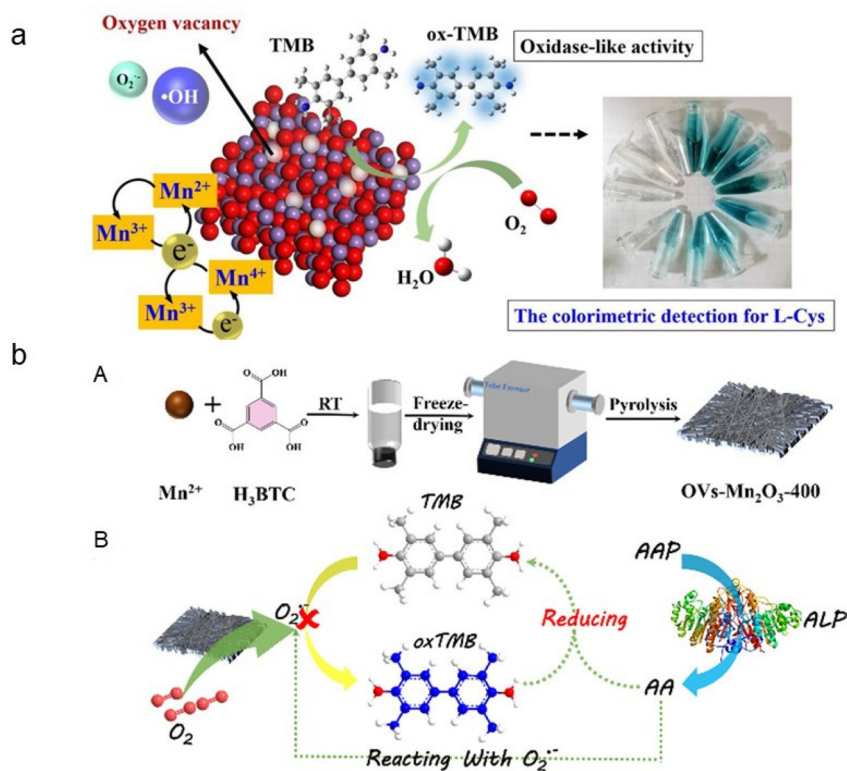 a
Oxygen vacancy
TMB
ox-TMB
Oxidase-like activity
O₂·⁻
•OH
Mn²⁺
Mn³⁺
e⁻
Mn⁴⁺
Mn³⁺
e⁻
O₂
H₂O
The colorimetric detection for L-Cys
b
A
OH
O
O
OH
O
OH
RT
Freeze-
drying
Tube Furnace
Pyrolysis
Mn²⁺
H₃BTC
OVs-Mn₂O₃-400
B
TMB
AAP
O₂·⁻
Reducing
ALP
oxTMB
AA
O₂
Reacting With O₂·⁻